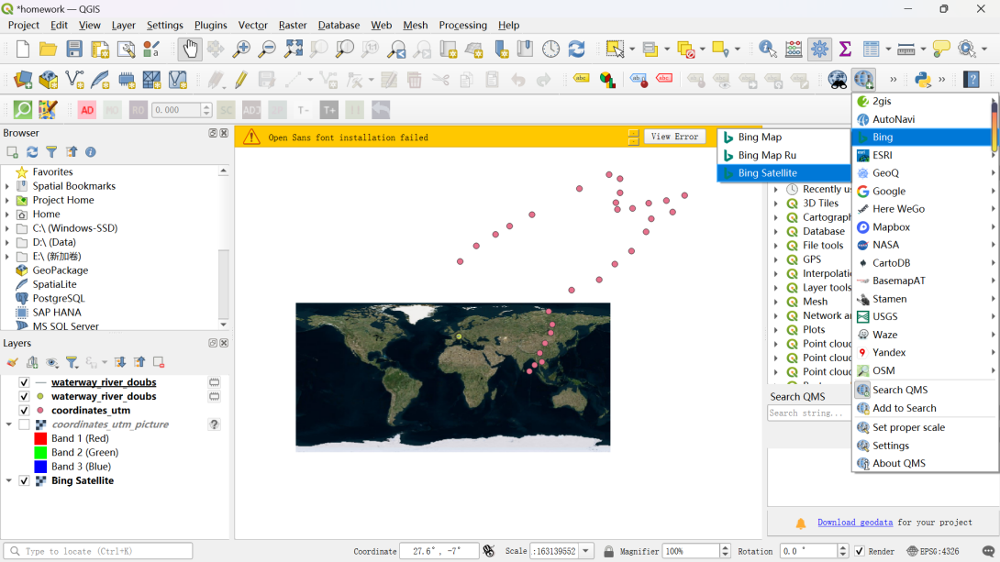 *homework — QGIS
Project Edit View Layer Settings Plugins Vector Raster Database Web Mesh Processing Help
0.000
Browser
Favorites
Spatial Bookmarks
Project Home
Home
C:\ (Windows-SSD)
D:\ (Data)
E:\ (新加卷)
GeoPackage
SpatiaLite
PostgreSQL
SAP HANA
MS SQL Server
Layers
waterway_river_doubs
waterway_river_doubs
coordinates_utm
coordinates_utm_picture
Band 1 (Red)
Band 2 (Green)
Band 3 (Blue)
Bing Satellite
Open Sans font installation failed
View Error
Bing Map
Bing Map Ru
Bing Satellite
2gis
AutoNavi
Bing
ESRI
GeoQ
Google
Here WeGo
Mapbox
NASA
CartoDB
BasemapAT
Stamen
USGS
Waze
Yandex
OSM
Search QMS
Add to Search
Set proper scale
Settings
About QMS
Recently us
3D Tiles
Cartograph
Database
File tools
GPS
Interpolatio
Layer tools
Mesh
Network ar
Plots
Point cloud
Point cloud
Search QMS
Search string...
Download geodata for your project
Type to locate (Ctrl+K)
Coordinate 27.6°, -7° Scale :163139552 Magnifier 100% Rotation 0.0 ° Render EPSG:4326